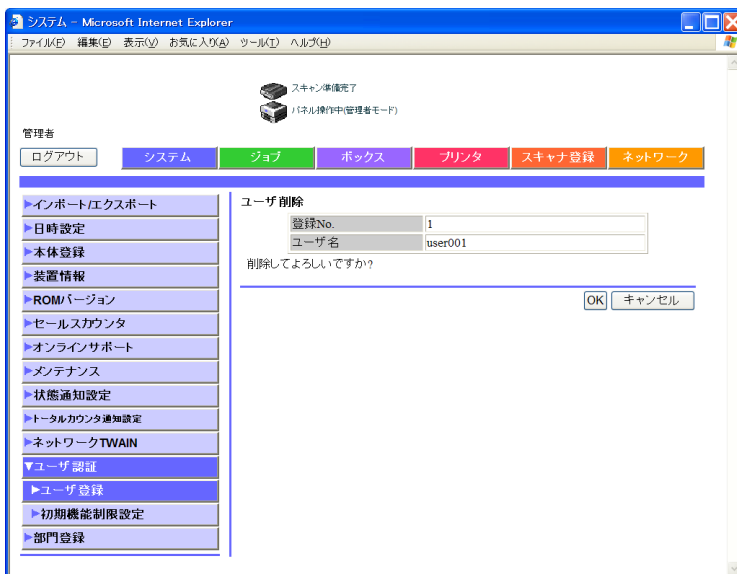 システム - Microsoft Internet Explorer
ファイル(F) 編集(E) 表示(V) お気に入り(A) ツール(T) ヘルプ(H)
スキャン準備完了
パネル操作中(管理者モード)
管理者
ログアウト システム ジョブ ボックス プリンタ スキャナ登録 ネットワーク
▶インポート/エクスポート
▶日時設定
▶本体登録
▶装置情報
▶ROMバージョン
▶セールスカウンタ
▶オンラインサポート
▶メンテナンス
▶状態通知設定
▶トータルカウンタ通知設定
▶ネットワークTWAIN
▼ユーザ認証
▶ユーザ登録
▶初期機能制限設定
▶部門登録
ユーザ削除
登録No. 1
ユーザ名 user001
削除してよろしいですか?
OK キャンセル